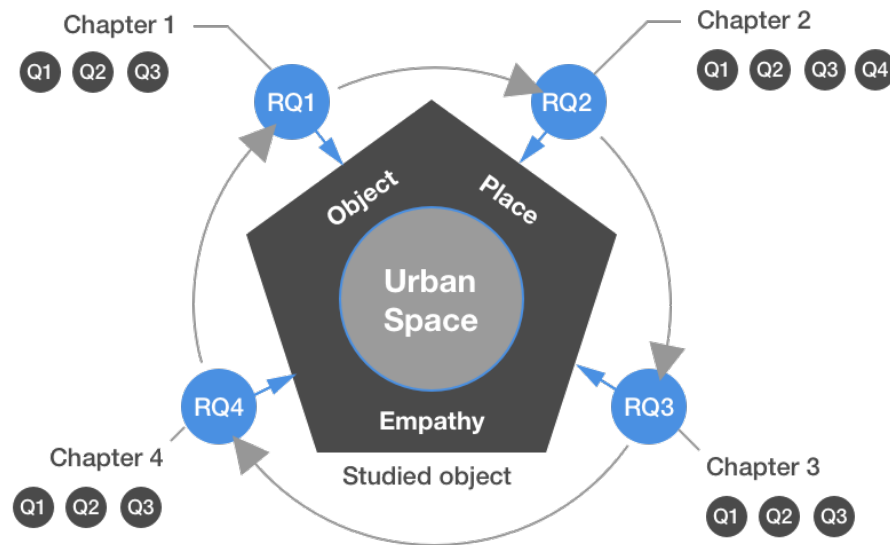 Chapter 1
Q1 Q2 Q3
Chapter 2
Q1 Q2 Q3 Q4
RQ1
RQ2
Object
Place
Urban
Space
Empathy
RQ4
RQ3
Studied object
Chapter 4
Q1 Q2 Q3
Chapter 3
Q1 Q2 Q3